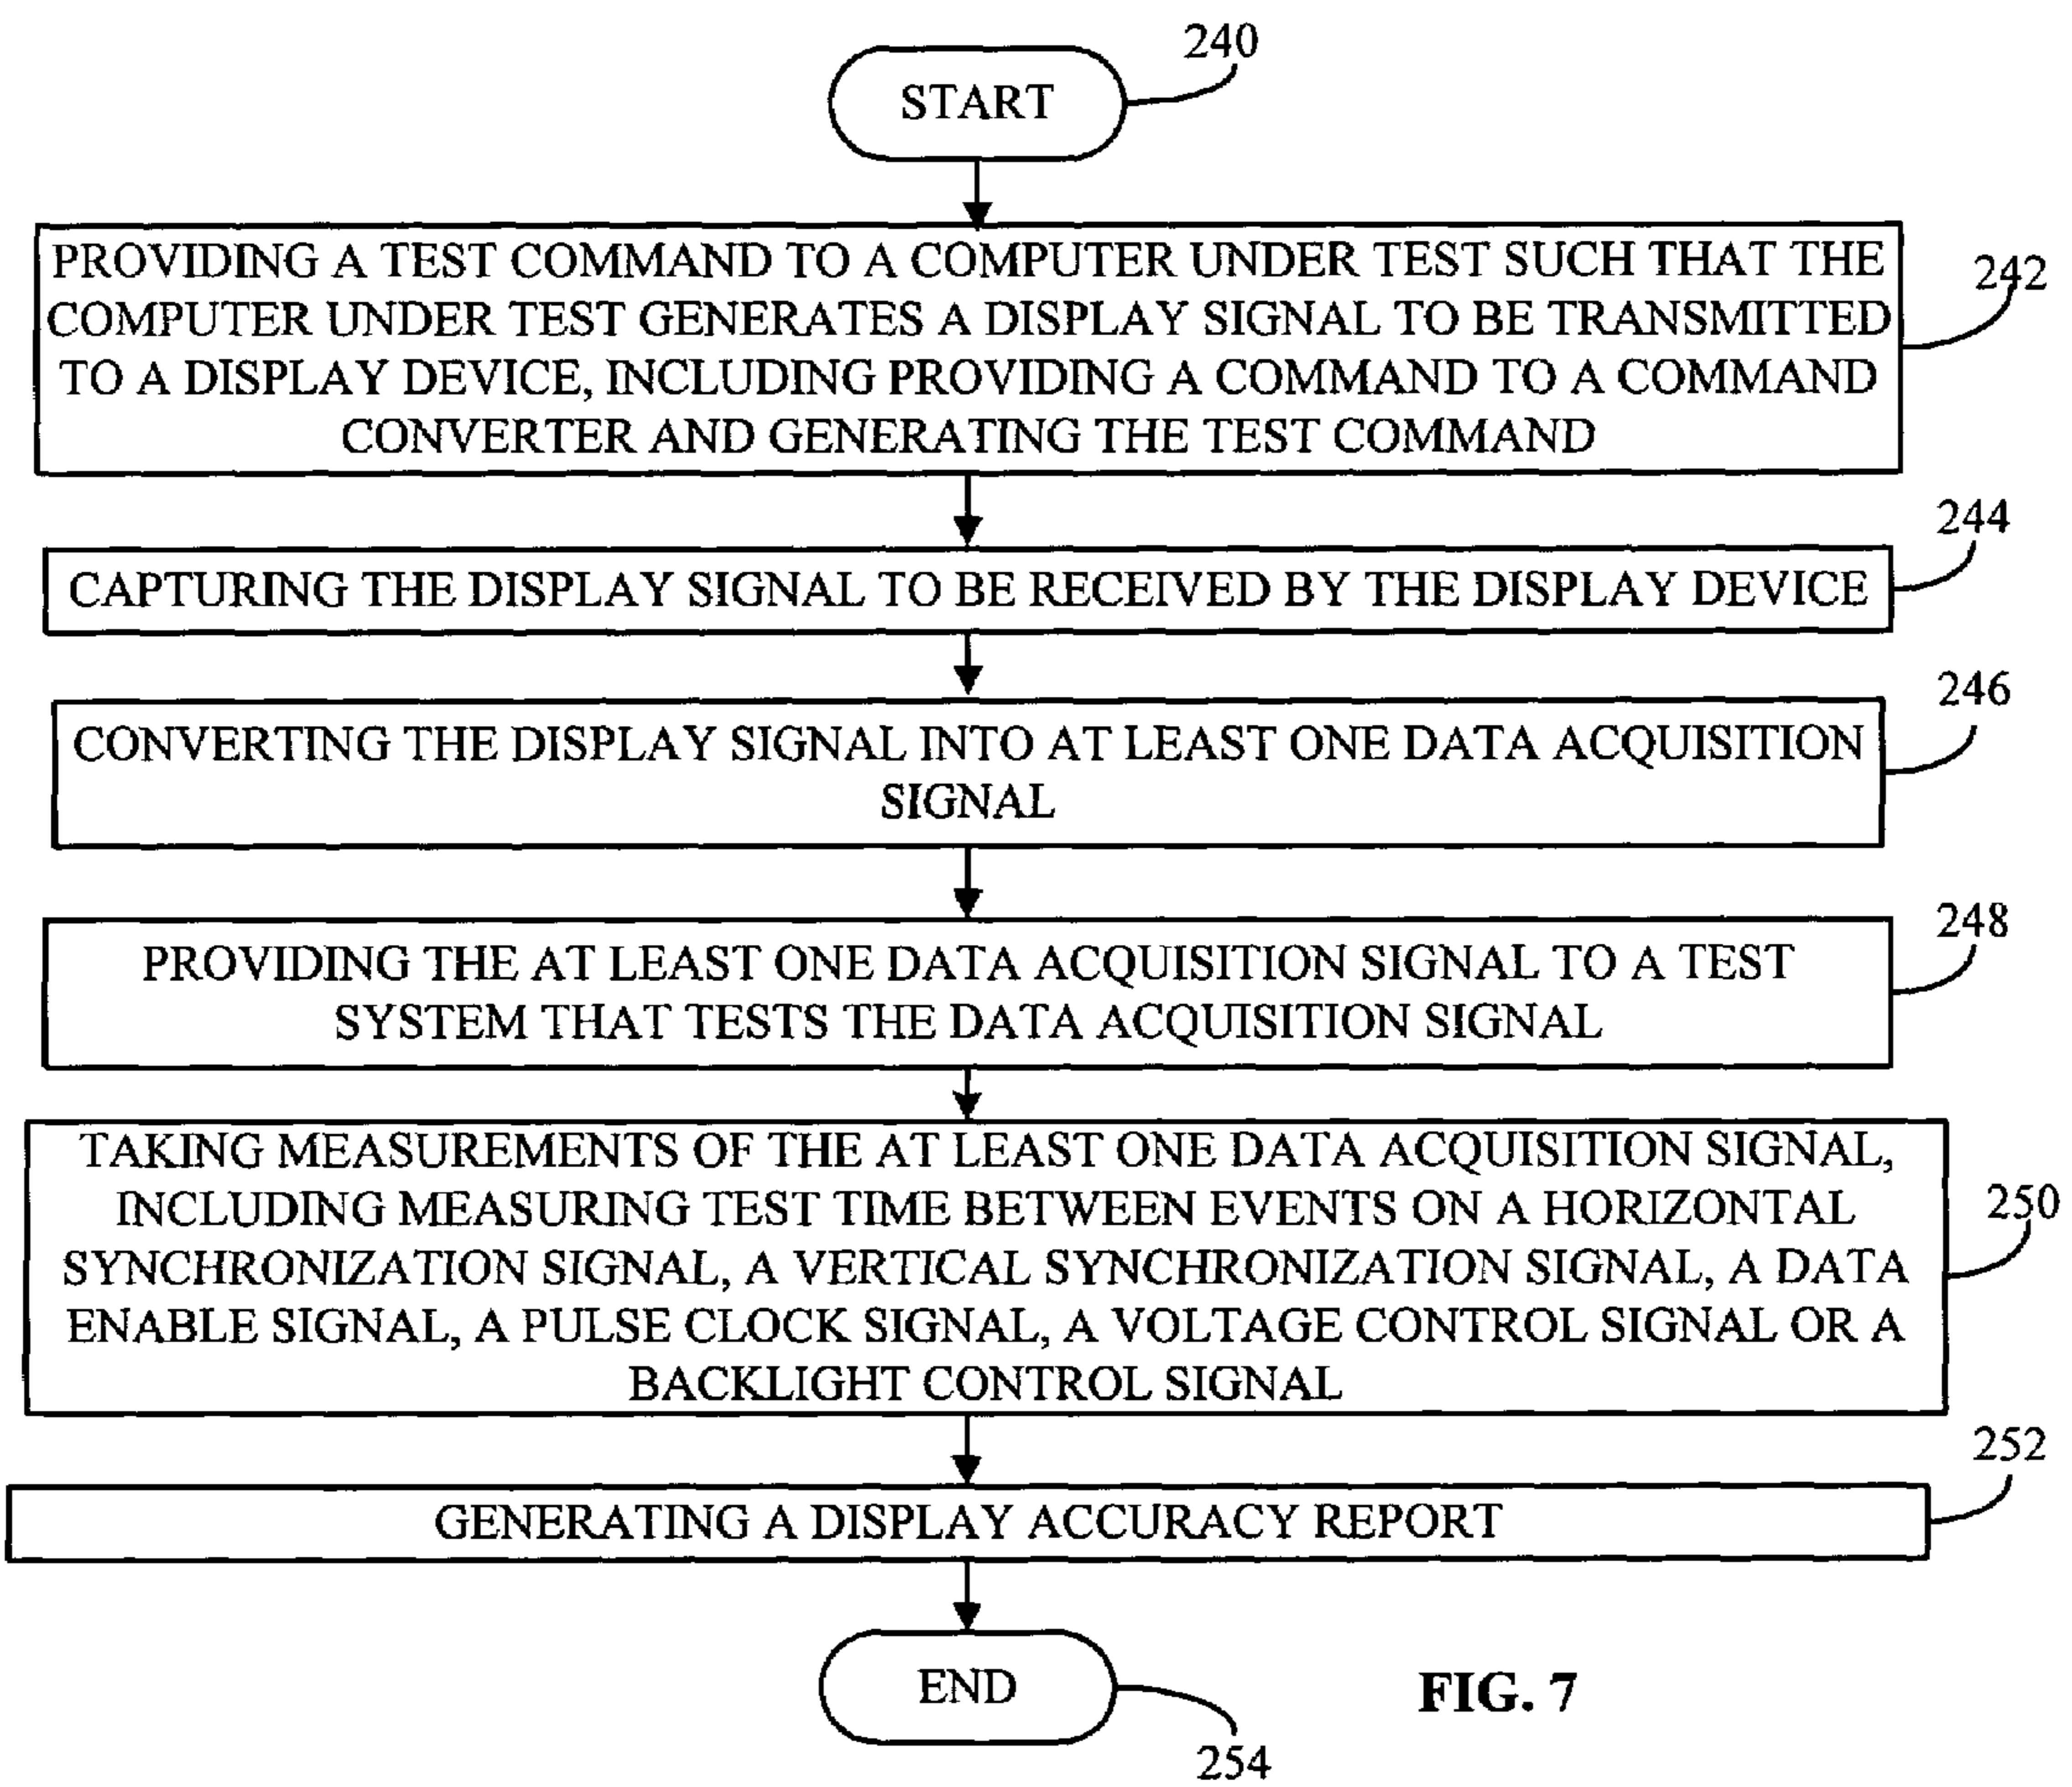 240
START
PROVIDING A TEST COMMAND TO A COMPUTER UNDER TEST SUCH THAT THE
COMPUTER UNDER TEST GENERATES A DISPLAY SIGNAL TO BE TRANSMITTED
TO A DISPLAY DEVICE, INCLUDING PROVIDING A COMMAND TO A COMMAND
CONVERTER AND GENERATING THE TEST COMMAND
242
244
CAPTURING THE DISPLAY SIGNAL TO BE RECEIVED BY THE DISPLAY DEVICE
246
CONVERTING THE DISPLAY SIGNAL INTO AT LEAST ONE DATA ACQUISITION
SIGNAL
248
PROVIDING THE AT LEAST ONE DATA ACQUISITION SIGNAL TO A TEST
SYSTEM THAT TESTS THE DATA ACQUISITION SIGNAL
TAKING MEASUREMENTS OF THE AT LEAST ONE DATA ACQUISITION SIGNAL,
INCLUDING MEASURING TEST TIME BETWEEN EVENTS ON A HORIZONTAL
SYNCHRONIZATION SIGNAL, A VERTICAL SYNCHRONIZATION SIGNAL, A DATA
ENABLE SIGNAL, A PULSE CLOCK SIGNAL, A VOLTAGE CONTROL SIGNAL OR A
BACKLIGHT CONTROL SIGNAL
250
252
GENERATING A DISPLAY ACCURACY REPORT
END
FIG. 7
254